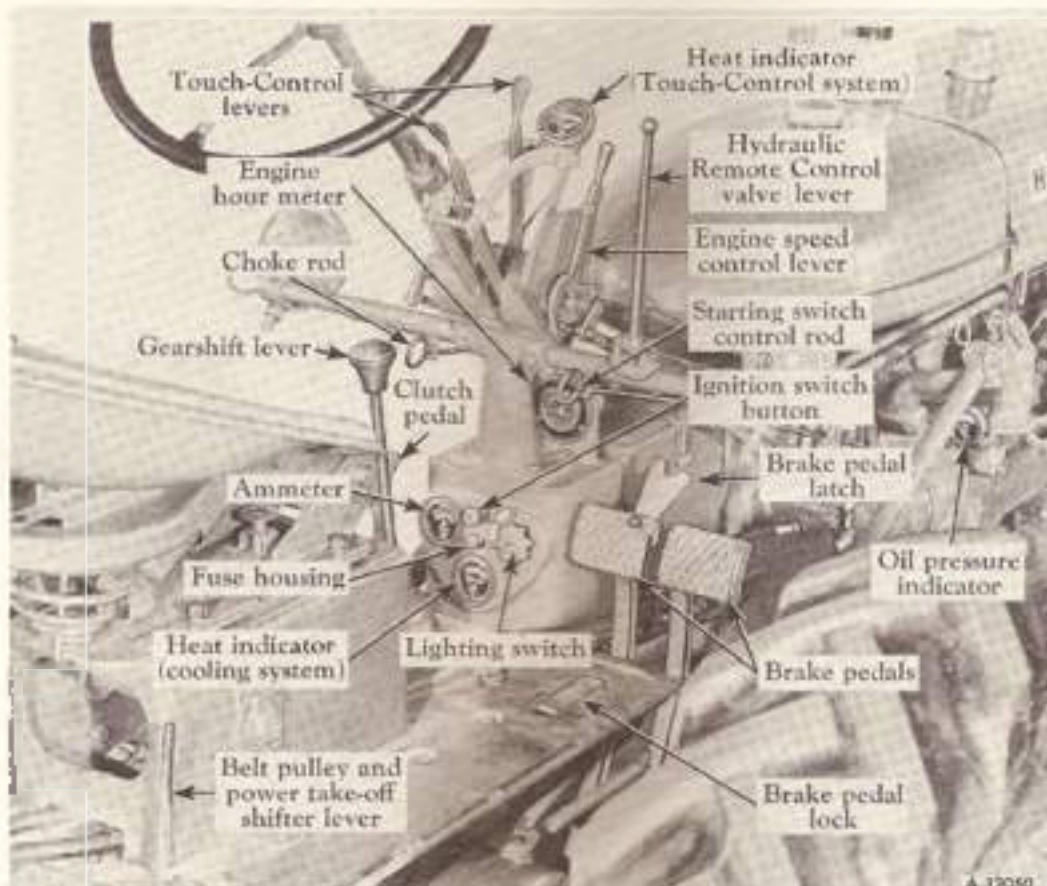 Touch-Control
levers
Heat indicator
(Touch-Control system)
Engine
hour meter
Hydraulic
Remote Control
valve lever
Choke rod
Engine speed
control lever
Gearshift lever
Starting switch
control rod
Clutch
pedal
Ignition switch
button
Ammeter
Brake pedal
latch
Fuse housing
Oil pressure
indicator
Heat indicator
(cooling system)
Lighting switch
Brake pedals
Belt pulley and
power take-off
shifter lever
Brake pedal
lock